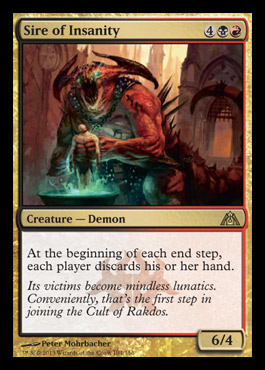 Sire of Insanity 4
Creature — Demon
At the beginning of each end step,
each player discards his or her hand.
Its victims become mindless lunatics.
Conveniently, that's the first step in
joining the Cult of Rakdos.
Peter Mohrbacher
6/4